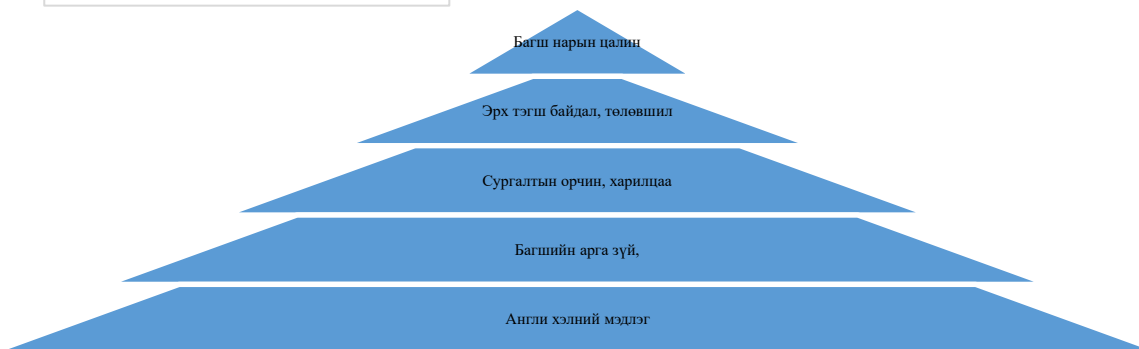 Багш нарын цалин
Эрх тэгш байдал, төлөвшил
Сургалтын орчин, харилцаа
Багшийн арга зүй,
Англи хэлний мэдлэг